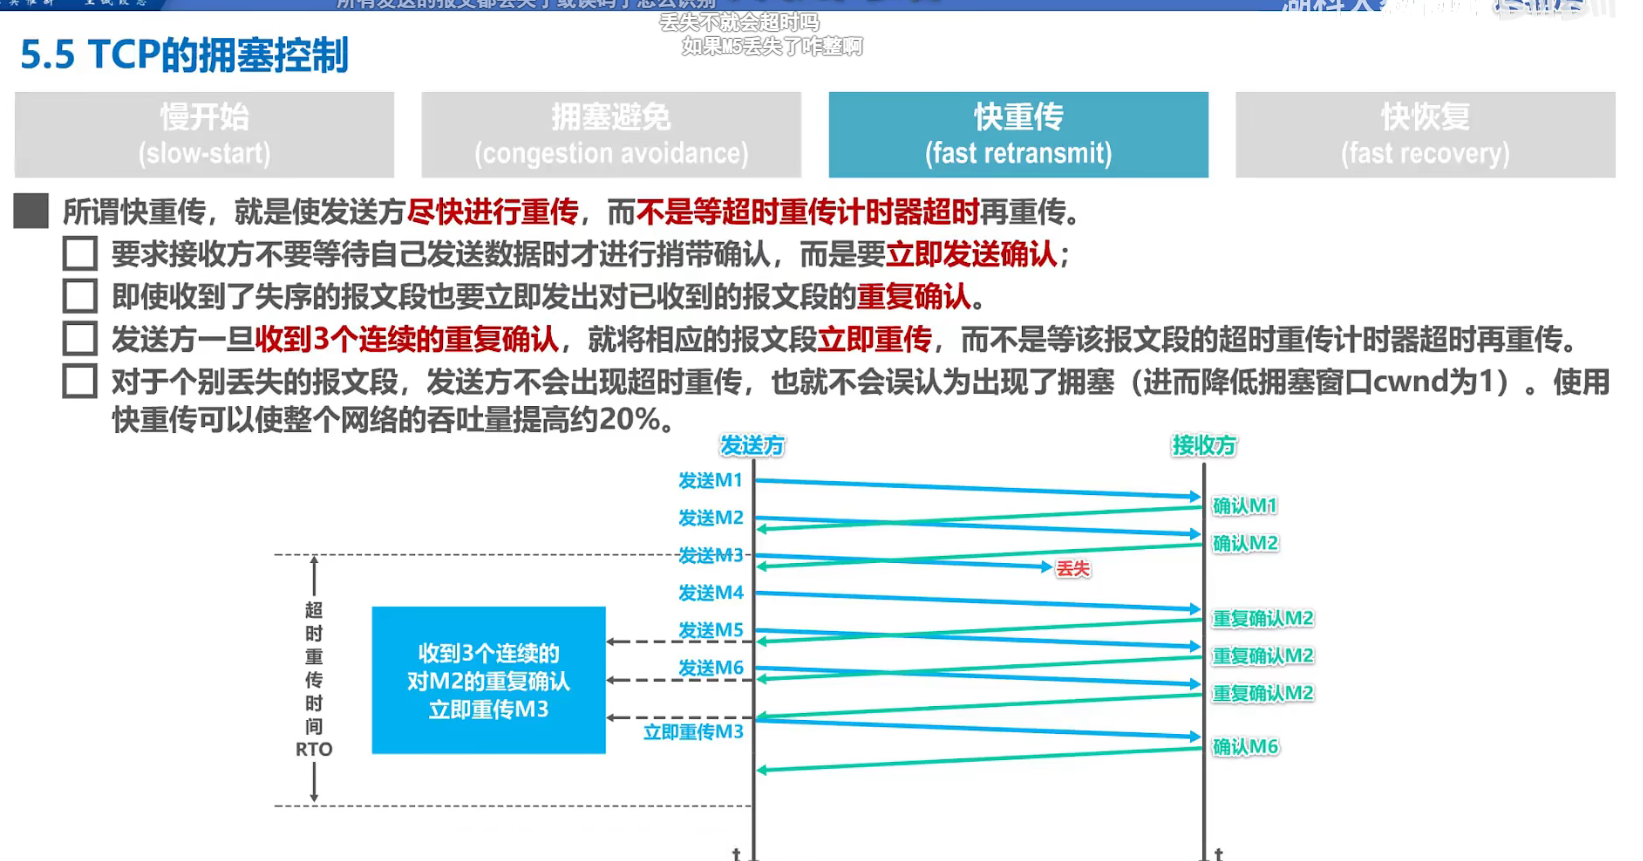 丢失不就会超时吗
如果M5丢失了咋整啊
5.5 TCP的拥塞控制
慢开始
(slow-start)
拥塞避免
(congestion avoidance)
快重传
(fast retransmit)
快恢复
(fast recovery)
所谓快重传，就是使发送方尽快进行重传，而不是等超时重传计时器超时再重传。
要求接收方不要等待自己发送数据时才进行捎带确认，而是要立即发送确认；
即使收到了失序的报文段也要立即发出对已收到的报文段的重复确认。
发送方一旦收到3个连续的重复确认，就将相应的报文段立即重传，而不是等该报文段的超时重传计时器超时再重传。
对于个别丢失的报文段，发送方不会出现超时重传，也就不会误认为出现了拥塞（进而降低拥塞窗口cwnd为1）。使用
快重传可以使整个网络的吞吐量提高约20%。
发送方
接收方
发送M1
确认M1
发送M2
确认M2
发送M3
丢失
发送M4
重复确认M2
发送M5
重复确认M2
发送M6
重复确认M2
立即重传M3
确认M6
超时重传时间
RTO
收到3个连续的
对M2的重复确认
立即重传M3
t
t